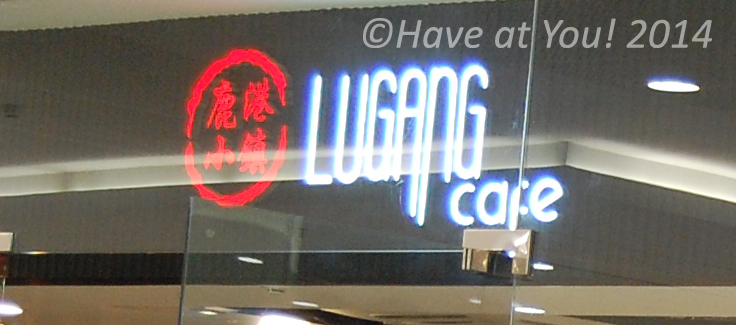 ©Have at You! 2014
鹿港
小鎮
LUGANG
cafe